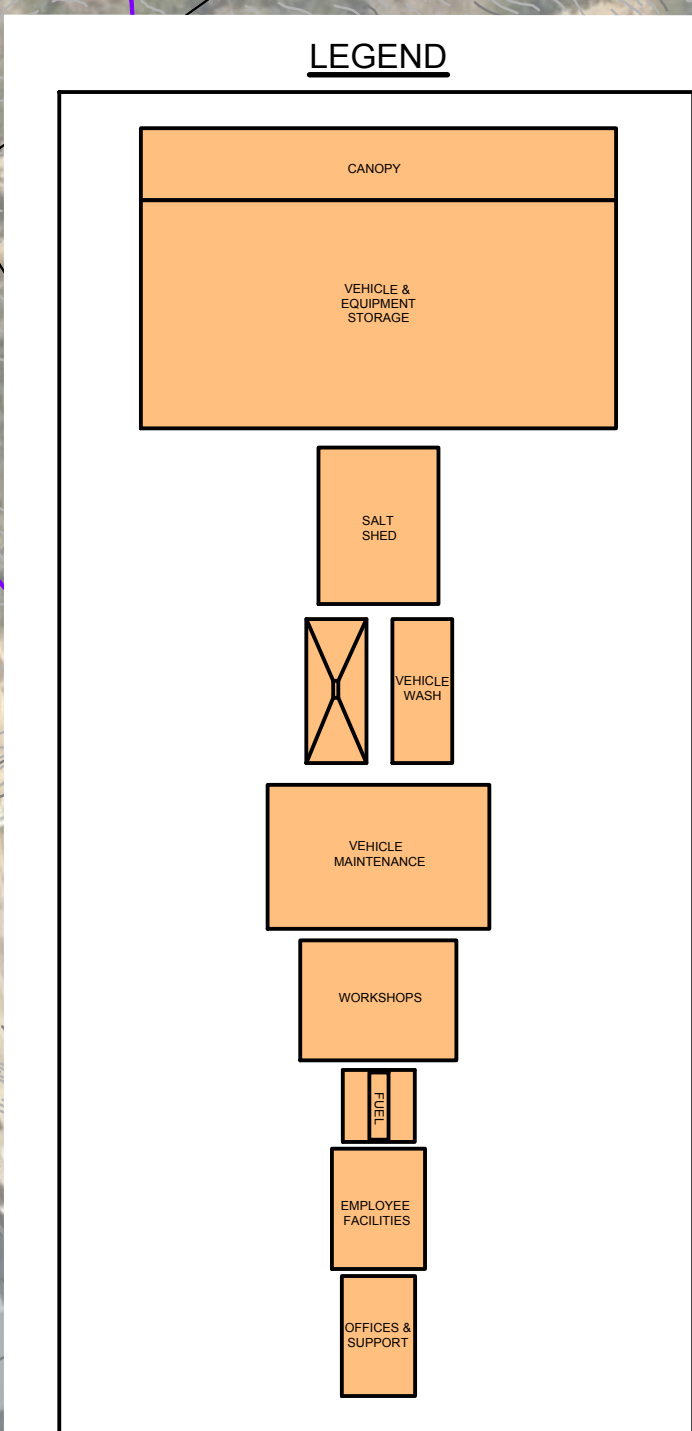 LEGEND
CANOPY
VEHICLE &
EQUIPMENT
STORAGE
SALT
SHED
VEHICLE
WASH
VEHICLE
MAINTENANCE
WORKSHOPS
FUEL
EMPLOYEE
FACILITIES
OFFICES &
SUPPORT